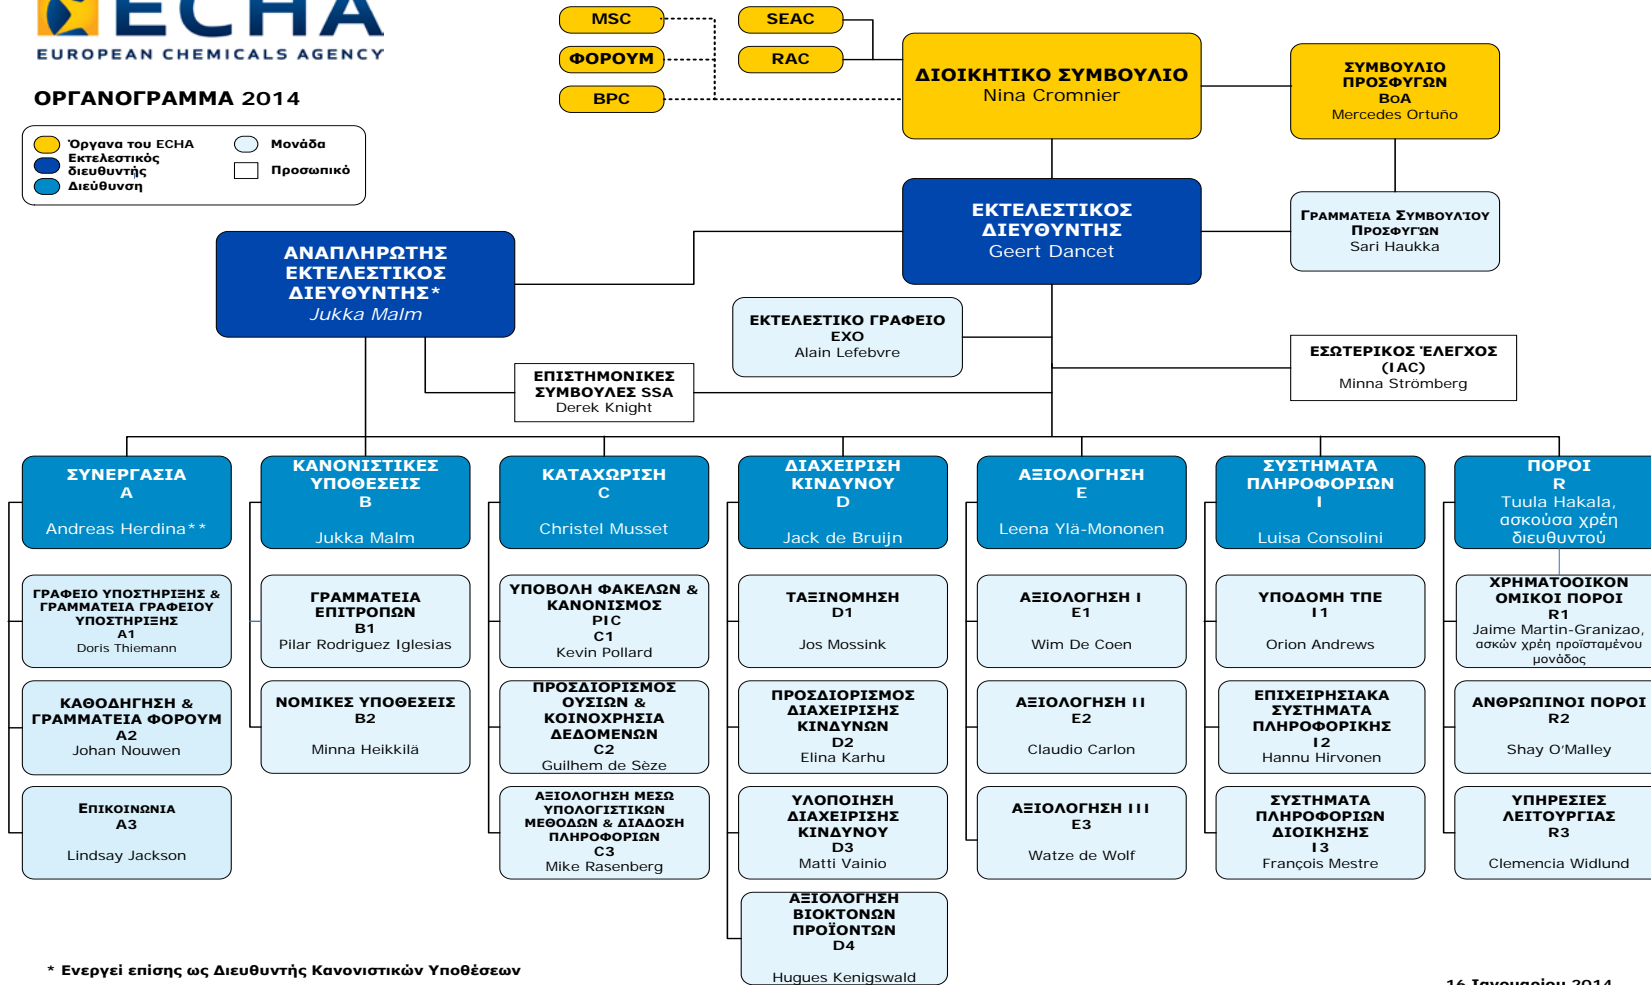 ECHA
EUROPEAN CHEMICALS AGENCY
ΟΡΓΑΝΟΓΡΑΜΜΑ 2014
Όργανα του ECHA
Εκτελεστικός
διευθυντής
Διεύθυνση
Μονάδα
Προσωπικό
MSC
ΦΟΡΟΥΜ
BPC
SEAC
RAC
ΔΙΟΙΚΗΤΙΚΟ ΣΥΜΒΟΥΛΙΟ
Nina Cromnier
ΣΥΜΒΟΥΛΙΟ
ΠΡΟΣΦΥΓΩΝ
BOA
Mercedes Ortuño
ΕΚΤΕΛΕΣΤΙΚΟΣ
ΔΙΕΥΘΥΝΤΗΣ
Geert Dancet
ΓΡΑΜΜΑΤΕΙΑ ΣΥΜΒΟΥΛΊΟΥ
ΠΡΟΣΦΥΓΏΝ
Sari Haukka
ΑΝΑΠΛΗΡΩΤΗΣ
ΕΚΤΕΛΕΣΤΙΚΟΣ
ΔΙΕΥΘΥΝΤΗΣ*
Jukka Malm
ΕΚΤΕΛΕΣΤΙΚΟ ΓΡΑΦΕΙΟ
EXO
Alain Lefebvre
ΕΠΙΣΤΗΜΟΝΙΚΕΣ
ΣΥΜΒΟΥΛΕΣ SSA
Derek Knight
ΕΣΩΤΕΡΙΚΟΣ ΈΛΕΓΧΟΣ
(IAC)
Minna Strömberg
ΣΥΝΕΡΓΑΣΙΑ
A
Andreas Herdina**
ΚΑΝΟΝΙΣΤΙΚΕΣ
ΥΠΟΘΕΣΕΙΣ
B
Jukka Malm
ΚΑΤΑΧΩΡΙΣΗ
C
Christel Musset
ΔΙΑΧΕΙΡΙΣΗ
ΚΙΝΔΥΝΟΥ
D
Jack de Bruijn
ΑΞΙΟΛΟΓΗΣΗ
E
Leena Ylä-Mononen
ΣΥΣΤΗΜΑΤΑ
ΠΛΗΡΟΦΟΡΙΩΝ
I
Luisa Consolini
ΠΟΡΟΙ
R
Tuula Hakala,
ασκούσα χρέη
διευθυντού
ΓΡΑΦΕΙΟ ΥΠΟΣΤΗΡΙΞΗΣ &
ΓΡΑΜΜΑΤΕΙΑ ΓΡΑΦΕΙΟΥ
ΥΠΟΣΤΗΡΙΞΗΣ
A1
Doris Thiemann
ΚΑΘΟΔΗΓΗΣΗ &
ΓΡΑΜΜΑΤΕΙΑ ΦΟΡΟΥΜ
A2
Johan Nouwen
ΕΠΙΚΟΙΝΩΝΙΑ
A3
Lindsay Jackson
ΓΡΑΜΜΑΤΕΙΑ
ΕΠΙΤΡΟΠΩΝ
B1
Pilar Rodriguez Iglesias
ΝΟΜΙΚΕΣ ΥΠΟΘΕΣΕΙΣ
B2
Minna Heikkilä
ΥΠΟΒΟΛΗ ΦΑΚΕΛΩΝ &
ΚΑΝΟΝΙΣΜΟΣ
PIC
C1
Kevin Pollard
ΠΡΟΣΔΙΟΡΙΣΜΟΣ
ΟΥΣΙΩΝ &
ΚΟΙΝΟΧΡΗΣΙΑ
ΔΕΔΟΜΕΝΩΝ
C2
Guilhem de Sèze
ΑΞΙΟΛΟΓΗΣΗ ΜΕΣΩ
ΥΠΟΛΟΓΙΣΤΙΚΩΝ
ΜΕΘΟΔΩΝ & ΔΙΑΔΟΣΗ
ΠΛΗΡΟΦΟΡΙΩΝ
C3
Mike Rasenberg
ΤΑΞΙΝΟΜΗΣΗ
D1
Jos Mossink
ΠΡΟΣΔΙΟΡΙΣΜΟΣ
ΔΙΑΧΕΙΡΙΣΗΣ
ΚΙΝΔΥΝΩΝ
D2
Elina Karhu
ΥΛΟΠΟΙΗΣΗ
ΔΙΑΧΕΙΡΙΣΗΣ
ΚΙΝΔΥΝΟΥ
D3
Matti Vainio
ΑΞΙΟΛΟΓΗΣΗ
ΒΙΟΚΤΟΝΩΝ
ΠΡΟΪΟΝΤΩΝ
D4
Hugues Kenigswald
ΑΞΙΟΛΟΓΗΣΗ I
E1
Wim De Coen
ΑΞΙΟΛΟΓΗΣΗ II
E2
Claudio Carlon
ΑΞΙΟΛΟΓΗΣΗ III
E3
Watze de Wolf
ΥΠΟΔΟΜΗ ΤΠΕ
I1
Orion Andrews
ΕΠΙΧΕΙΡΗΣΙΑΚΑ
ΣΥΣΤΗΜΑΤΑ
ΠΛΗΡΟΦΟΡΙΚΗΣ
I2
Hannu Hirvonen
ΣΥΣΤΗΜΑΤΑ
ΠΛΗΡΟΦΟΡΙΩΝ
ΔΙΟΙΚΗΣΗΣ
I3
François Mestre
ΧΡΗΜΑΤΟΟΙΚΟΝ
ΟΜΙΚΟΙ ΠΟΡΟΙ
R1
Jaime Martin-Granizao,
ασκών χρέη προϊσταμένου
μονάδος
ΑΝΘΡΩΠΙΝΟΙ ΠΟΡΟΙ
R2
Shay O’Malley
ΥΠΗΡΕΣΙΕΣ
ΛΕΙΤΟΥΡΓΙΑΣ
R3
Clemencia Widlund
* Ενεργεί επίσης ως Διευθυντής Κανονιστικών Υποθέσεων
16 Ιανουαρίου 2014